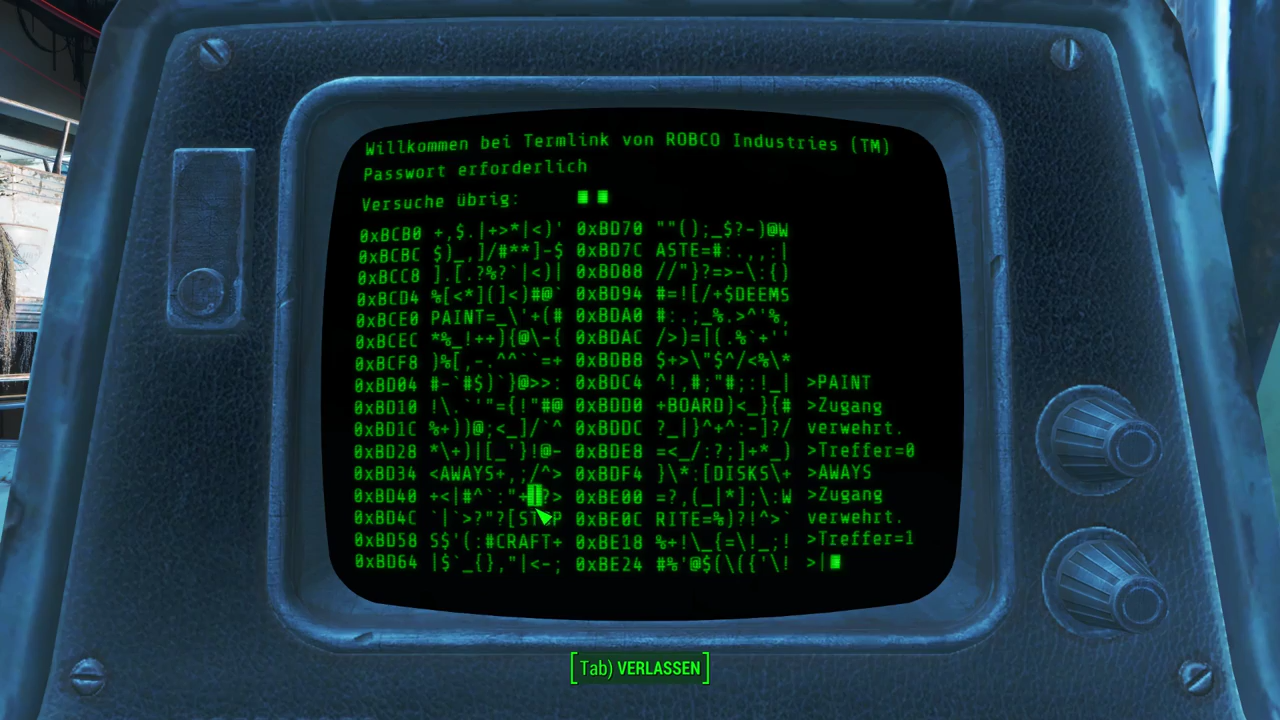 Willkommen bei Termlink von ROBCO Industries (TM)
Passwort erforderlich
Versuche übrig: ■ ■
0xBCB0 +,$.|+>*|<)' 0xBD70 ""();_$?-)@W
0xBCBC $)_,]/#**]-$ 0xBD7C ASTE=#:.,,:|
0xBCC8 ].[.?%?`|<)| 0xBD88 //"}?=>-\:{)
0xBCD4 %[<*](]<)#@` 0xBD94 #=![/+$DEEMS
0xBCE0 PAINT=_\'+(# 0xBDA0 #:.;_%.>^'%,
0xBCEC *%_!++){@\-{ 0xBDAC />)=|(.%`+''
0xBCF8 )%[,-.^^``=+ 0xBDB8 $+>\"$^/<%\*
0xBD04 #-`#$)`}@>>: 0xBDC4 ^!,#;"#;:!_| >PAINT
0xBD10 !\.`'"={!"#@ 0xBDD0 +BOARD)<_}{# >Zugang
0xBD1C %+))@;<_]/`^ 0xBDDC ?_|}^+^:-]?/ verwehrt.
0xBD28 *\+)|[_'}!@- 0xBDE8 =<_/:?;]+*_) >Treffer=0
0xBD34 <AWAYS+,;/^> 0xBDF4 }\*:[DISKS\+ >AWAYS
0xBD40 +<|#^`:"+|?> 0xBE00 =?,(_|*];\:W >Zugang
0xBD4C `|`>?"?[STOP 0xBE0C RITE=%)?!^>` verwehrt.
0xBD58 S$'(:#CRAFT+ 0xBE18 %+!\_{=\!_;! >Treffer=1
0xBD64 |$`_{},"|<-; 0xBE24 #%'@$(\({'\! >|■
Tab) VERLASSEN